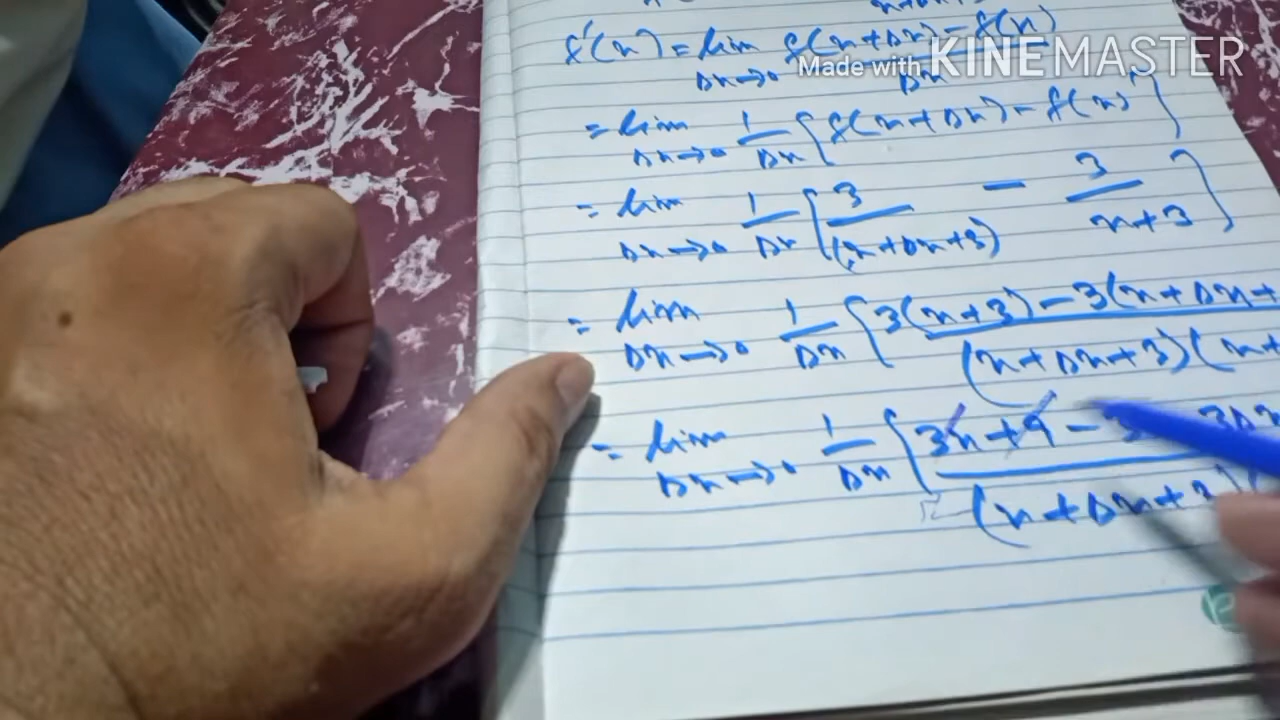 f'(x) = lim Δx→0 f(x+Δx) - f(x) / Δx
Made with KINEMASTER
= lim Δx→0 1/Δx { f(x+Δx) - f(x) }
= lim Δx→0 1/Δx { 3/(x+Δx+3) - 3/x+3 }
= lim Δx→0 1/Δx { 3(x+3) - 3(x+Δx+ / (x+Δx+3)(x+
= lim Δx→0 1/Δx { 3x+9 - 3Δx / (x+Δx+3)